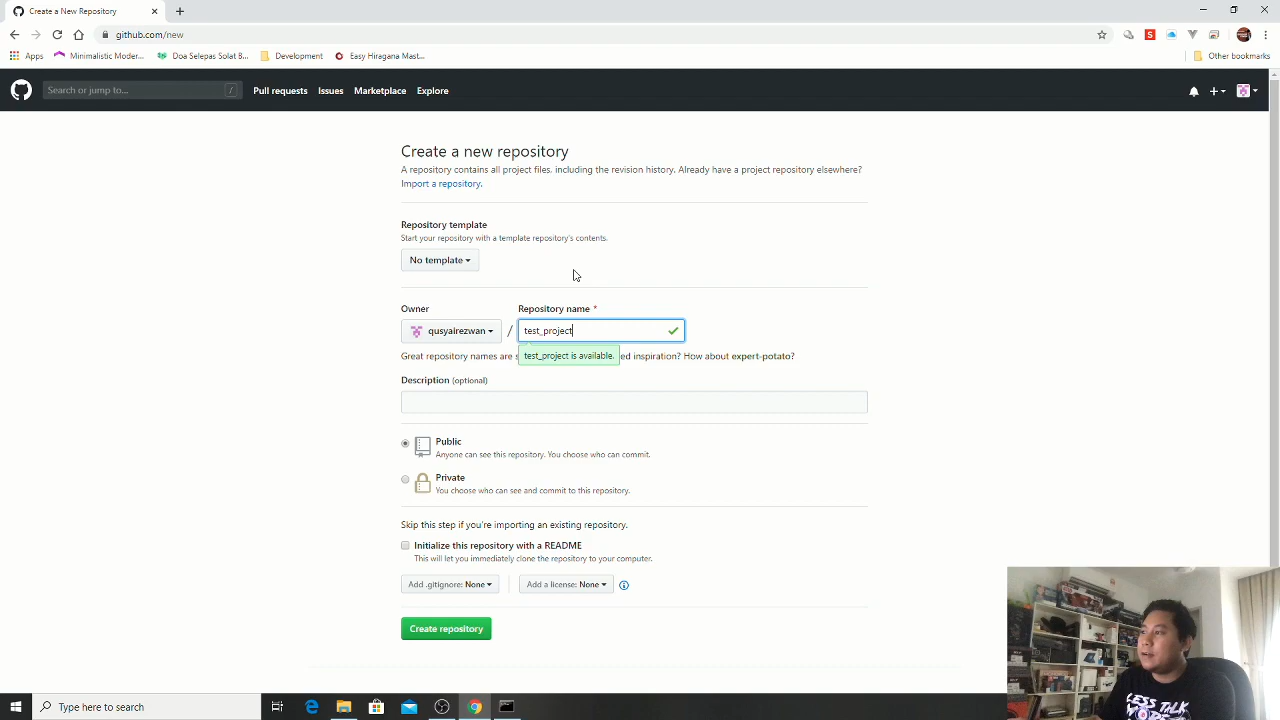 Create a New Repository
github.com/new
Apps
Minimalistic Moder...
Doa Selepas Solat B...
Development
Easy Hiragana Mast...
Other bookmarks
Search or jump to...
/
Pull requests
Issues
Marketplace
Explore
Create a new repository
A repository contains all project files, including the revision history. Already have a project repository elsewhere?
Import a repository.
Repository template
Start your repository with a template repository's contents.
No template
Owner
Repository name *
qusyairezwan
/
test_project
Great repository names are s
test_project is available.
ed inspiration? How about expert-potato?
Description (optional)
Public
Anyone can see this repository. You choose who can commit.
Private
You choose who can see and commit to this repository.
Skip this step if you're importing an existing repository.
Initialize this repository with a README
This will let you immediately clone the repository to your computer.
Add .gitignore: None
Add a license: None
Create repository
LESS TALK
Type here to search